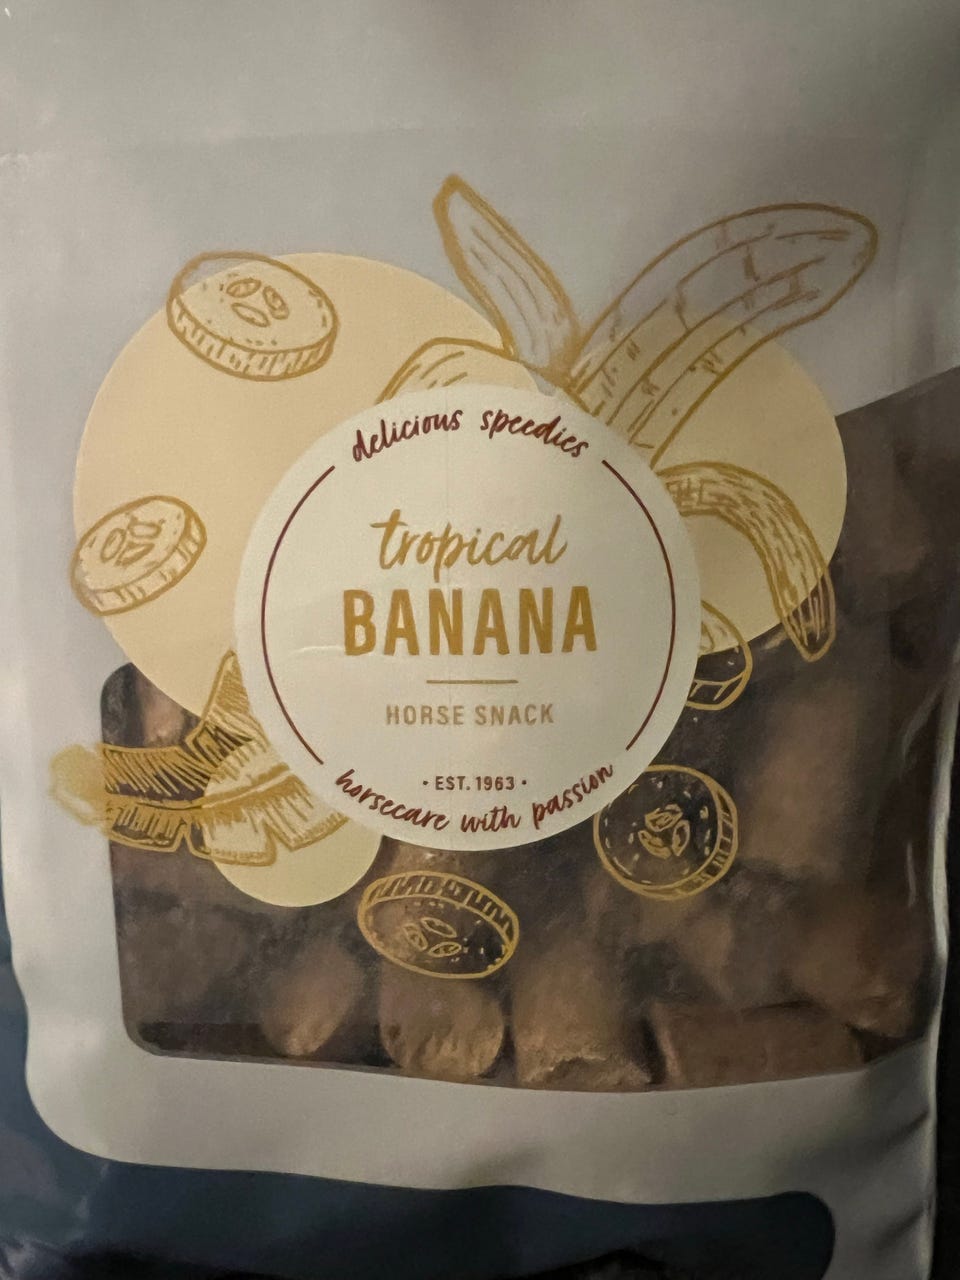 delicious speedies
tropical
BANANA
HORSE SNACK
· EST. 1963 ·
horsecare with passion